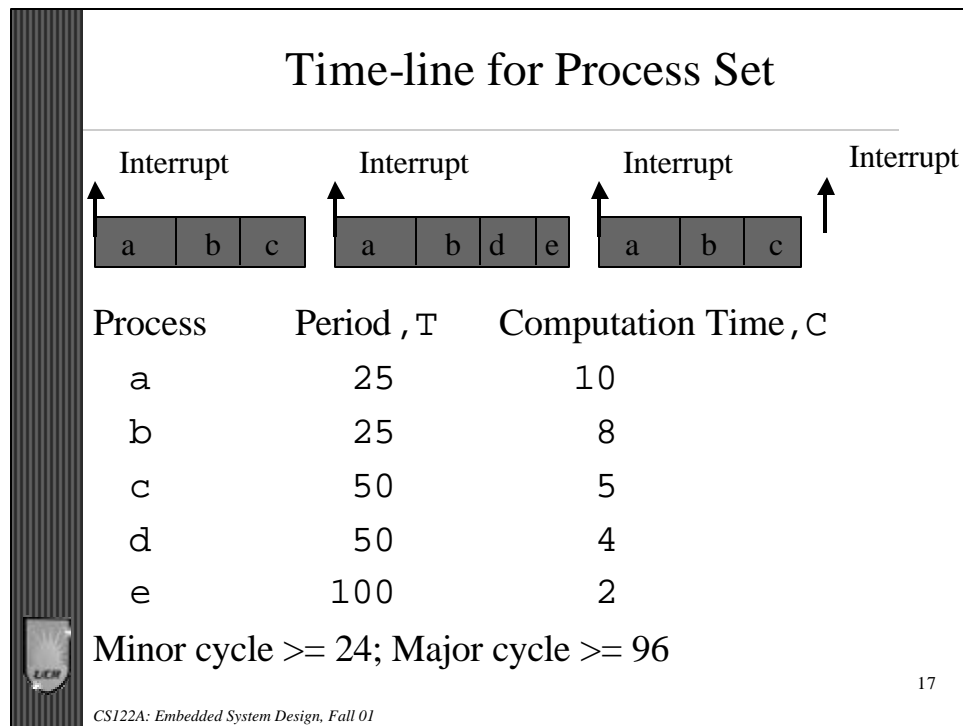 Time-line for Process Set
Interrupt Interrupt Interrupt Interrupt
a b c a b d e a b c
Process Period , T Computation Time, C
a 25 10
b 25 8
c 50 5
d 50 4
e 100 2
Minor cycle >= 24; Major cycle >= 96
17
UCR
CS122A: Embedded System Design, Fall 01